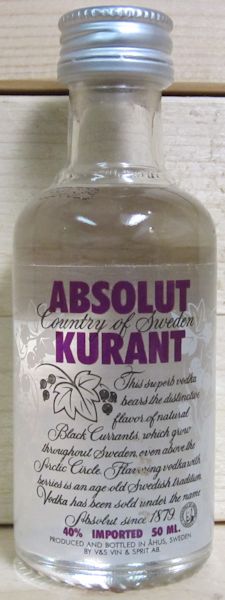 ABSOLUT
Country of Sweden
KURANT
This superb vodka
bears the distinctive
flavor of natural
Black Currants, which grow
throughout Sweden, even above the
Arctic Circle. Flavoring vodka with
berries is an age old Swedish tradition.
Vodka has been sold under the name
Absolut since 1879.
40% IMPORTED 50 ML.
PRODUCED AND BOTTLED IN ÅHUS, SWEDEN
BY V&S VIN & SPRIT AB.